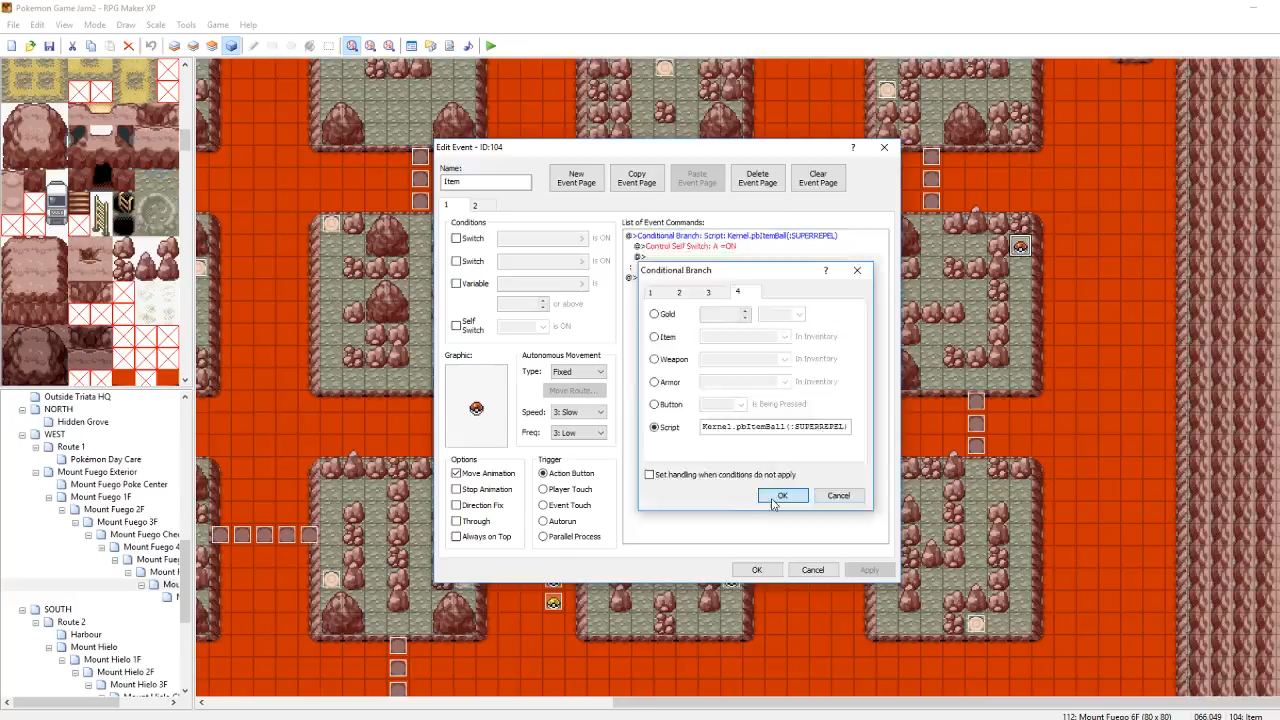 Pokemon Game Jam2 - RPG Maker XP
File Edit View Mode Draw Scale Tools Game Help
Edit Event - ID:104
Name:
Item
New Event Page
Copy Event Page
Paste Event Page
Delete Event Page
Clear Event Page
1 2
Conditions
Switch is ON
Switch is ON
Variable is
or above
Self Switch is ON
Graphic:
Autonomous Movement
Type: Fixed
Move Route...
Speed: 3: Slow
Freq: 3: Low
Options
Move Animation
Stop Animation
Direction Fix
Through
Always on Top
Trigger
Action Button
Player Touch
Event Touch
Autorun
Parallel Process
List of Event Commands:
@>Conditional Branch: Script: Kernel.pbItemBall(:SUPERREPEL)
@>Control Self Switch: A =ON
@>
:
@>
Conditional Branch
1 2 3 4
Gold
Item In Inventory
Weapon In Inventory
Armor In Inventory
Button is Being Pressed
Script Kernel.pbItemBall(:SUPERREPEL)
Set handling when conditions do not apply
OK Cancel
OK Cancel Apply
Outside Triata HQ
NORTH
Hidden Grove
WEST
Route 1
Pokémon Day Care
Mount Fuego Exterior
Mount Fuego Poke Center
Mount Fuego 1F
Mount Fuego 2F
Mount Fuego 3F
Mount Fuego Chec
Mount Fuego 4
Mount Fueg
Mount F
Mou
SOUTH
Route 2
Harbour
Mount Hielo
Mount Hielo 1F
Mount Hielo 2F
Mount Hielo 3F
112: Mount Fuego 6F (80 x 80) 066,049 104: Item